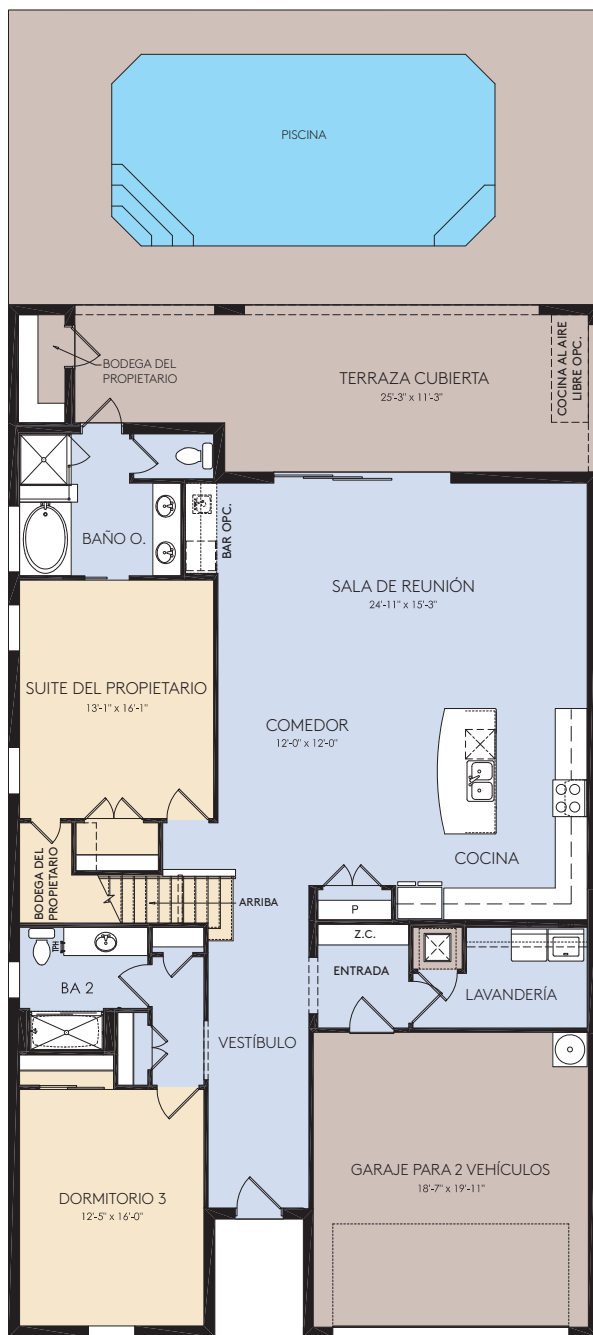 PISCINA
BODEGA DEL
PROPIETARIO
TERRAZA CUBIERTA
25'-3" x 11'-3"
COCINA AL AIRE
LIBRE OPC.
BAÑO O.
BAR OPC.
SALA DE REUNIÓN
24'-11" x 15'-3"
SUITE DEL PROPIETARIO
13'-1" x 16'-1"
COMEDOR
12'-0" x 12'-0"
COCINA
BODEGA DEL
PROPIETARIO
ARRIBA
P
Z.C.
ENTRADA
LAVANDERÍA
TPH
BA 2
VESTÍBULO
DORMITORIO 3
12'-5" x 16'-0"
GARAJE PARA 2 VEHÍCULOS
18'-7" x 19'-11"